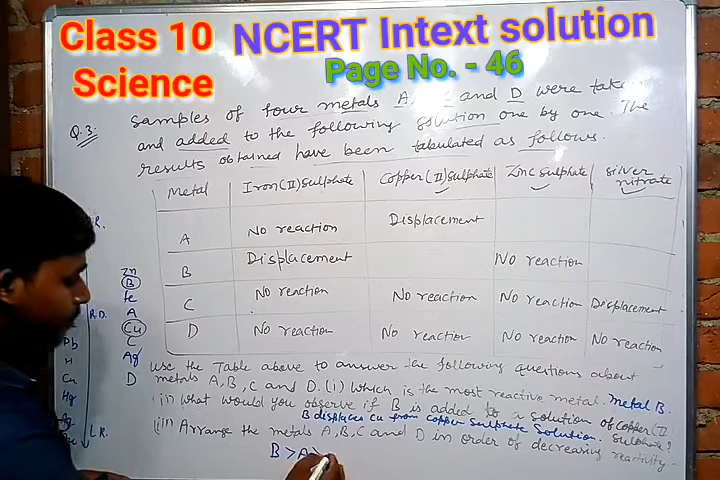 Class 10
Science
NCERT Intext solution
Page No. - 46
Q.3. Samples of four metals A, and D were take
and added to the following solution one by one. The
results obtained have been tabulated as follows.
Metal Iron(II)sulphate Copper(II)sulphate Zinc sulphate silver nitrate
A No reaction Displacement
B Displacement No reaction
C No reaction No reaction No reaction Displacement
D No reaction No reaction No reaction No reaction
Use the Table above to answer the following questions about
metals A, B, C and D. (i) which is the most reactive metal. Metal B.
(ii) what would you observe if B is added to a solution of copper(II)
sulphate?
B displaces Cu from copper sulphate solution.
(iii) Arrange the metals A, B, C and D in order of decreasing reactivity.
B > A >
R.
R.D.
L.R.
Pb
H
Cu
Hg
Ag
Zn
B
Fe
A
Cu
C
Ag
D